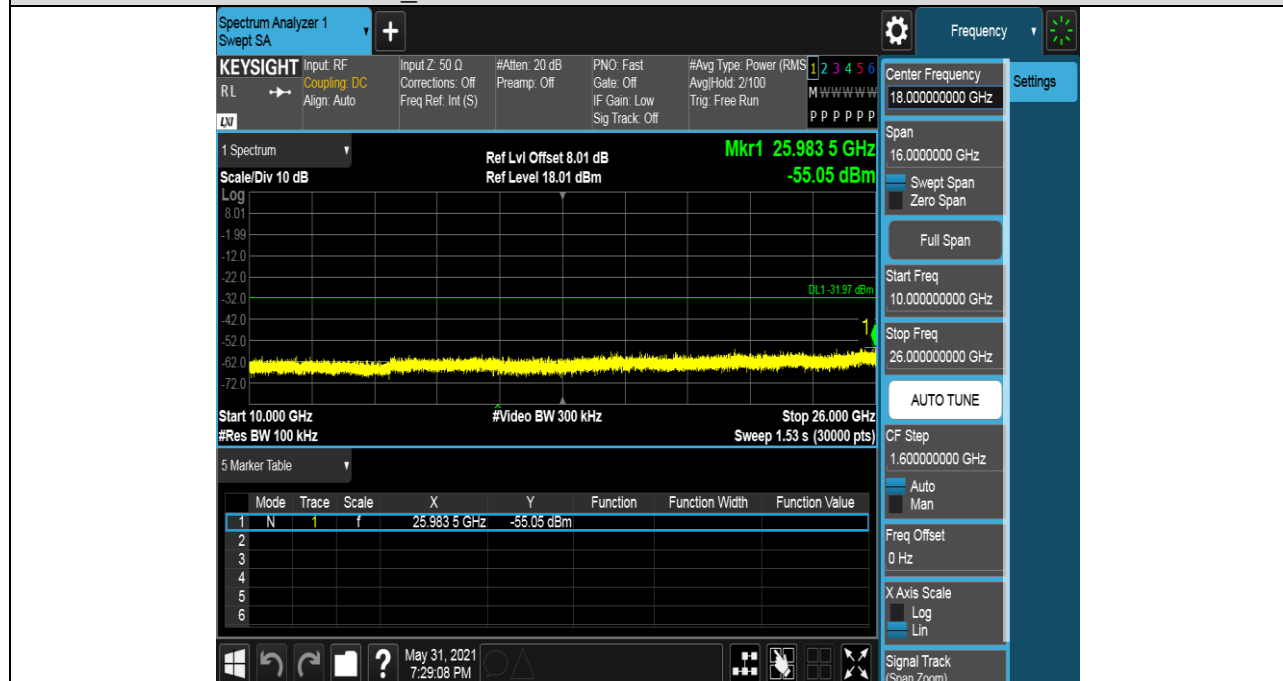 Spectrum Analyzer 1
Swept SA
+
Frequency
KEYSIGHT
RL
LXI
Input: RF
Coupling: DC
Align: Auto
Input Z: 50 Ω
Corrections: Off
Freq Ref: Int (S)
#Atten: 20 dB
Preamp: Off
PNO: Fast
Gate: Off
IF Gain: Low
Sig Track: Off
#Avg Type: Power (RMS
Avg|Hold: 2/100
Trig: Free Run
1 2 3 4 5 6
M W W W W W
P P P P P P
1 Spectrum
Scale/Div 10 dB
Ref Lvl Offset 8.01 dB
Ref Level 18.01 dBm
Mkr1 25.983 5 GHz
-55.05 dBm
Log
8.01
-1.99
-12.0
-22.0
-32.0
-42.0
-52.0
-62.0
-72.0
DL1 -31.97 dBm
1
Start 10.000 GHz
#Video BW 300 kHz
Stop 26.000 GHz
#Res BW 100 kHz
Sweep 1.53 s (30000 pts)
5 Marker Table
Mode Trace Scale X Y Function Function Width Function Value
1 N 1 f 25.983 5 GHz -55.05 dBm
2
3
4
5
6
May 31, 2021
7:29:08 PM
?
Center Frequency
18.000000000 GHz
Settings
Span
16.0000000 GHz
Swept Span
Zero Span
Full Span
Start Freq
10.000000000 GHz
Stop Freq
26.000000000 GHz
AUTO TUNE
CF Step
1.600000000 GHz
Auto
Man
Freq Offset
0 Hz
X Axis Scale
Log
Lin
Signal Track
(Span Zoom)